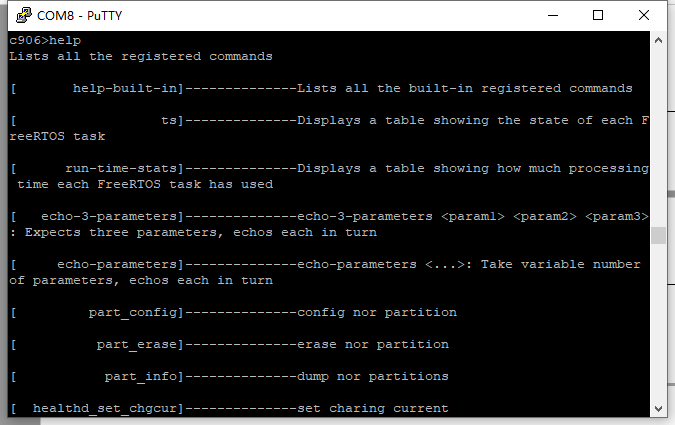 COM8 - PuTTY
c906>help
Lists all the registered commands
[       help-built-in]--------------Lists all the built-in registered commands
[                  ts]--------------Displays a table showing the state of each F
reeRTOS task
[      run-time-stats]--------------Displays a table showing how much processing
 time each FreeRTOS task has used
[   echo-3-parameters]--------------echo-3-parameters <param1> <param2> <param3>
: Expects three parameters, echos each in turn
[     echo-parameters]--------------echo-parameters <...>: Take variable number
of parameters, echos each in turn
[         part_config]--------------config nor partition
[          part_erase]--------------erase nor partition
[           part_info]--------------dump nor partitions
[  healthd_set_chgcur]--------------set charing current